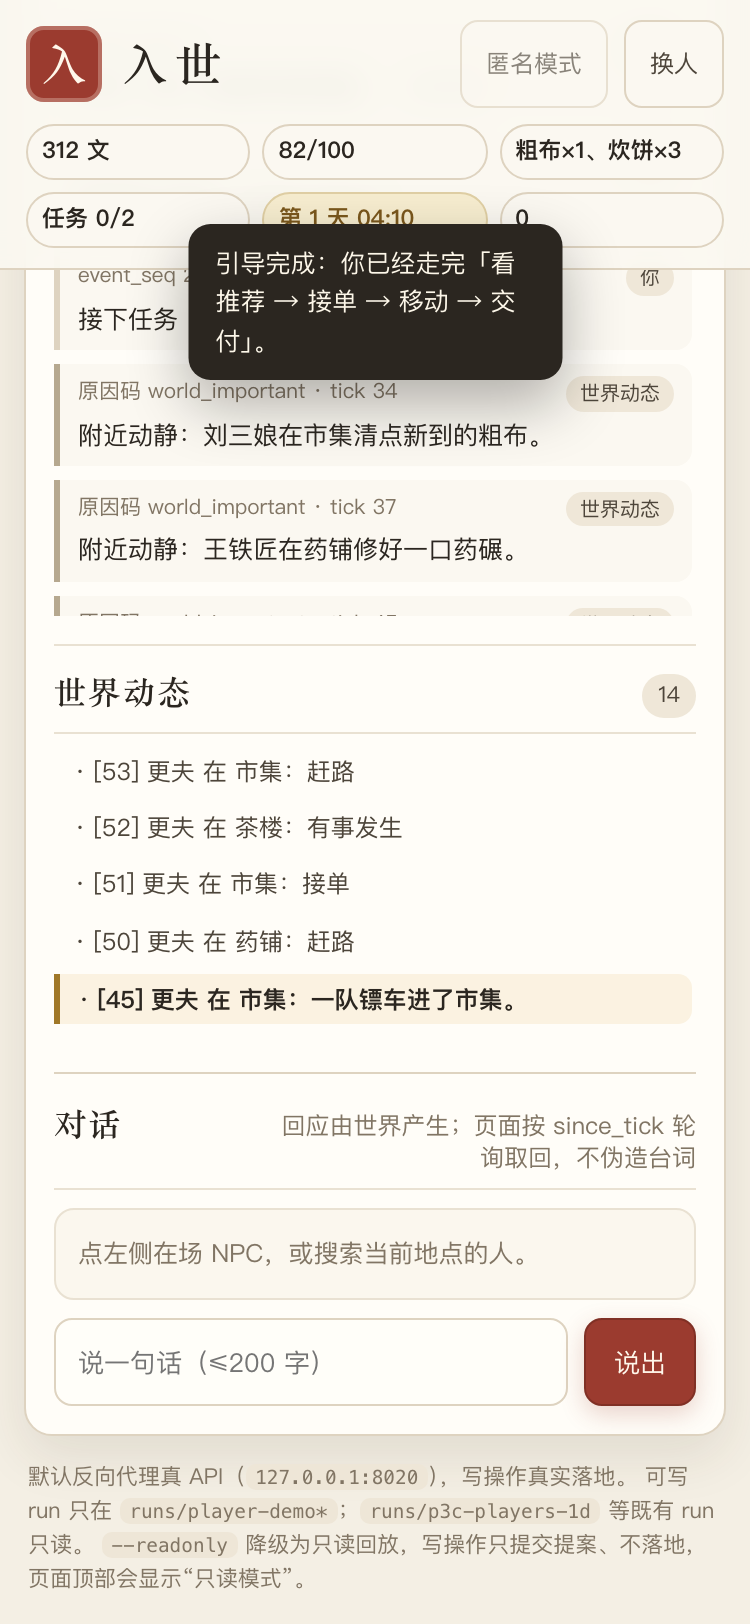 入 入世
匿名模式
换人
312 文
82/100
粗布×1、炊饼×3
任务 0/2
第 1 天 04:10
0
引导完成：你已经走完「看
推荐 → 接单 → 移动 → 交
付」。
event_seq
你
接下任务
原因码 world_important · tick 34
世界动态
附近动静：刘三娘在市集清点新到的粗布。
原因码 world_important · tick 37
世界动态
附近动静：王铁匠在药铺修好一口药碾。
世界动态
14
· [53] 更夫 在 市集：赶路
· [52] 更夫 在 茶楼：有事发生
· [51] 更夫 在 市集：接单
· [50] 更夫 在 药铺：赶路
· [45] 更夫 在 市集：一队镖车进了市集。
对话
回应由世界产生；页面按 since_tick 轮
询取回，不伪造台词
点左侧在场 NPC，或搜索当前地点的人。
说一句话（≤200 字）
说出
默认反向代理真 API（127.0.0.1:8020），写操作真实落地。 可写
run 只在 runs/player-demo*；runs/p3c-players-1d 等既有 run
只读。 --readonly 降级为只读回放，写操作只提交提案、不落地，
页面顶部会显示“只读模式”。